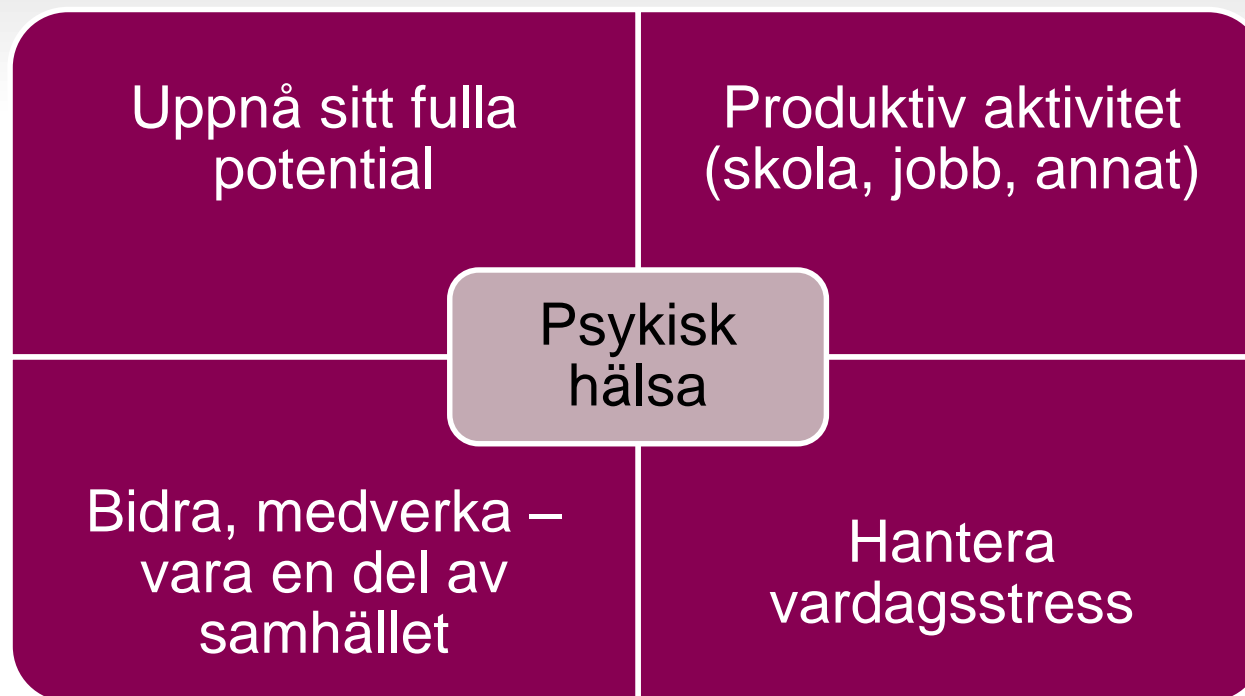 Uppnå sitt fulla
potential
Produktiv aktivitet
(skola, jobb, annat)
Psykisk
hälsa
Bidra, medverka –
vara en del av
samhället
Hantera
vardagsstress